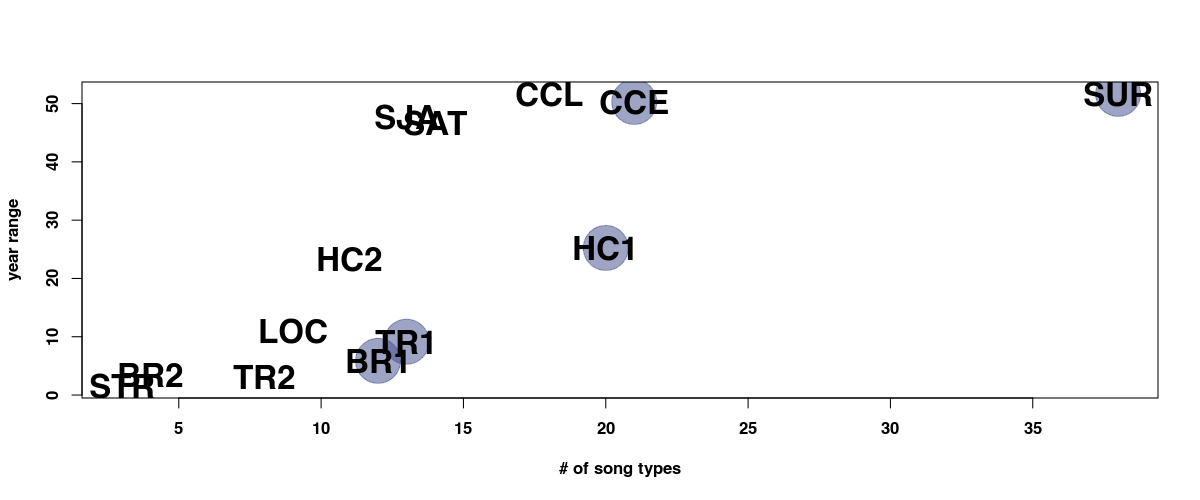 50
40
30
20
10
0
year range
CCL
CCE
SUR
SJA
SAT
HC2
HC1
LOC
TR1
BR1
BR2
TR2
STR
5 10 15 20 25 30 35
# of song types